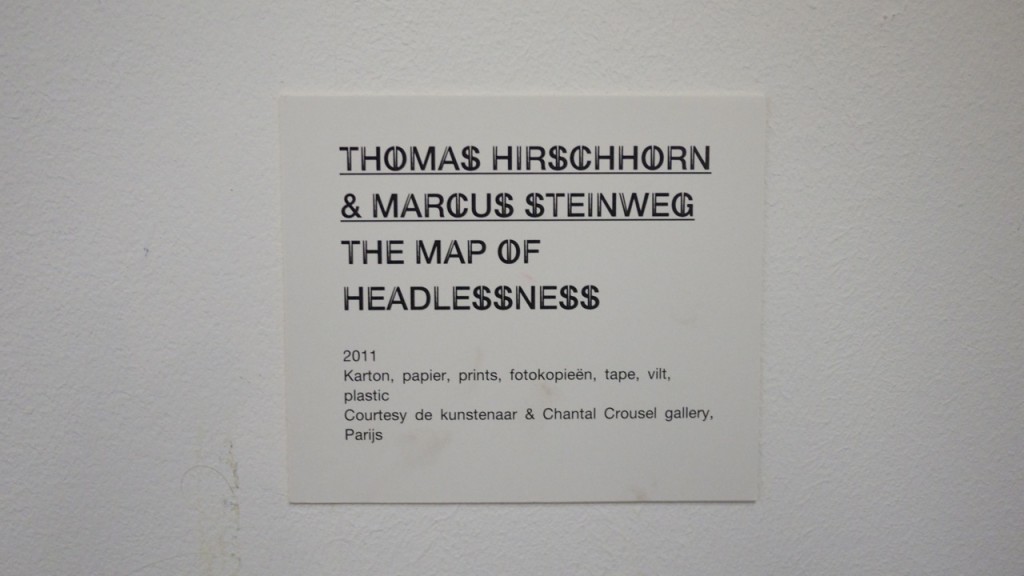 THOMAS HIRSCHHORN
& MARCUS STEINWEG
THE MAP OF
HEADLESSNESS
2011
Karton, papier, prints, fotokopieën, tape, vilt,
plastic
Courtesy de kunstenaar & Chantal Crousel gallery,
Parijs